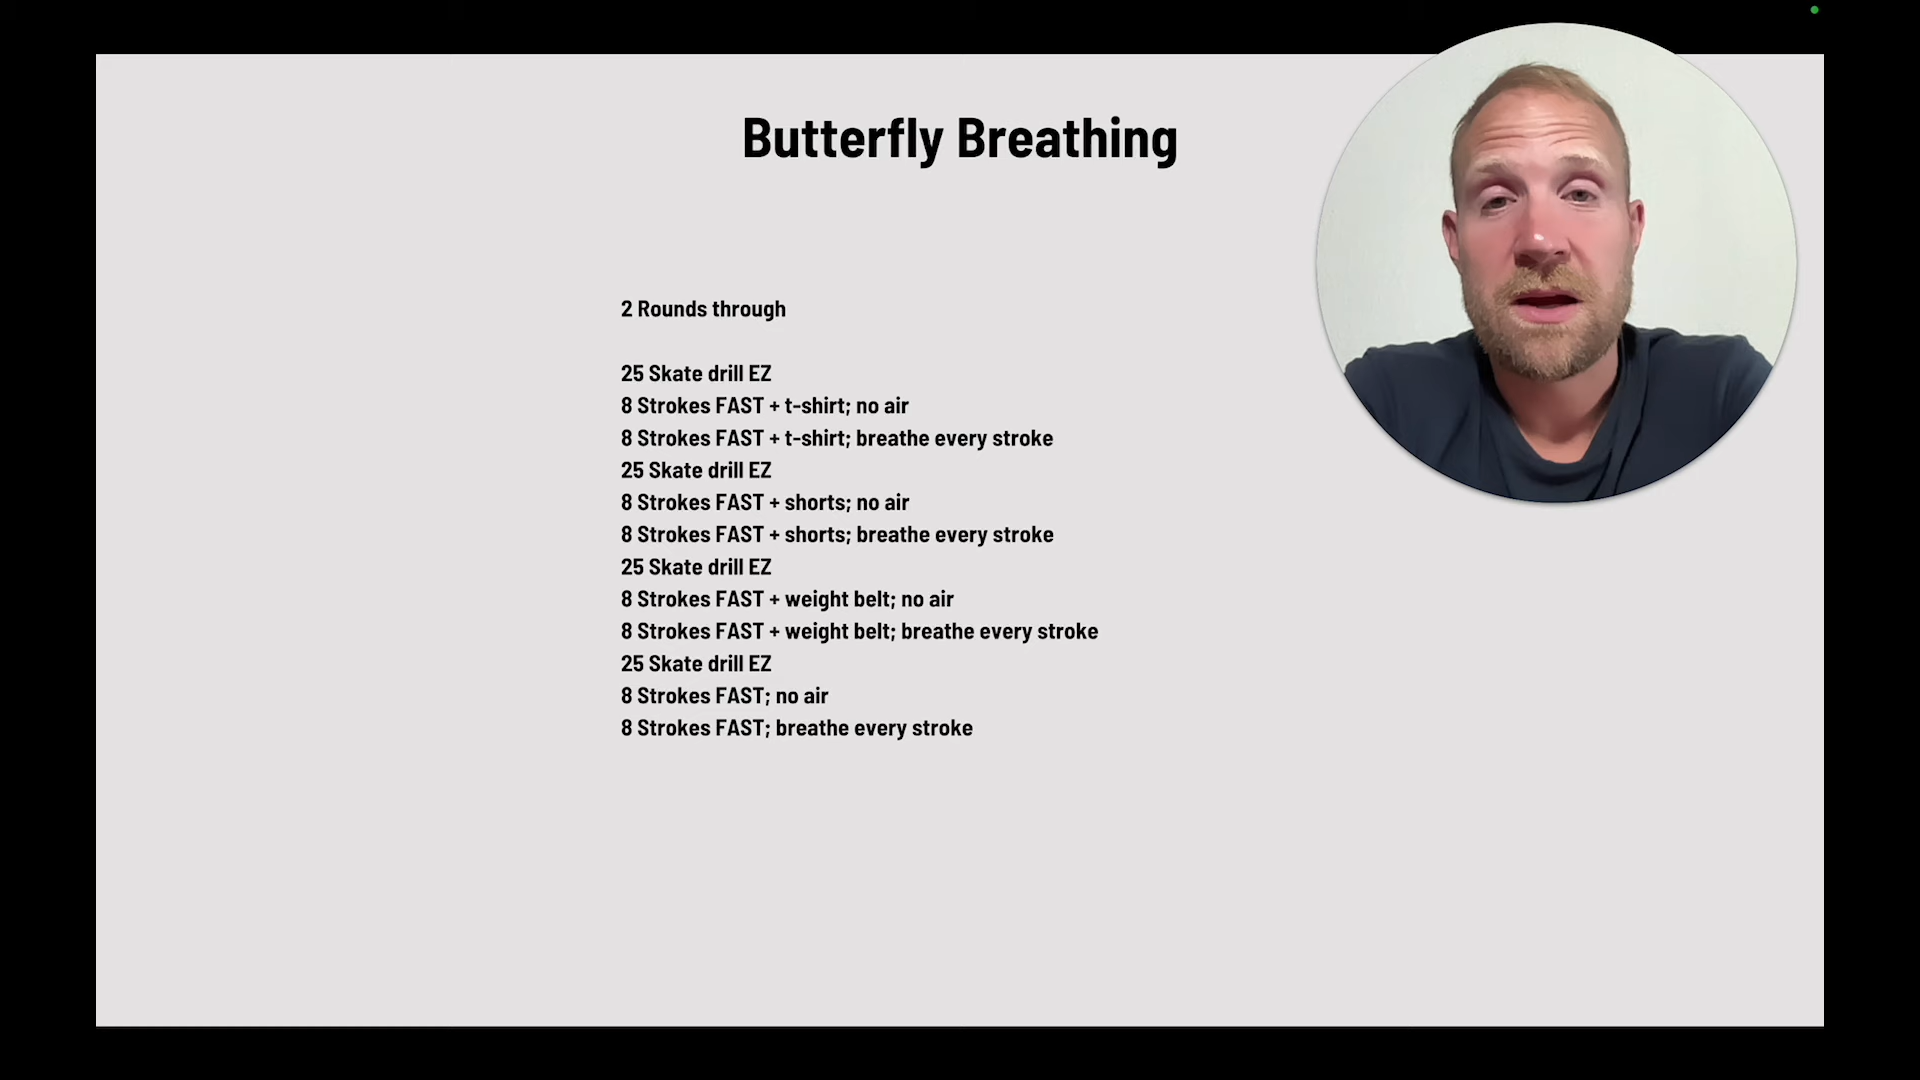 Butterfly Breathing
2 Rounds through
25 Skate drill EZ
8 Strokes FAST + t-shirt; no air
8 Strokes FAST + t-shirt; breathe every stroke
25 Skate drill EZ
8 Strokes FAST + shorts; no air
8 Strokes FAST + shorts; breathe every stroke
25 Skate drill EZ
8 Strokes FAST + weight belt; no air
8 Strokes FAST + weight belt; breathe every stroke
25 Skate drill EZ
8 Strokes FAST; no air
8 Strokes FAST; breathe every stroke